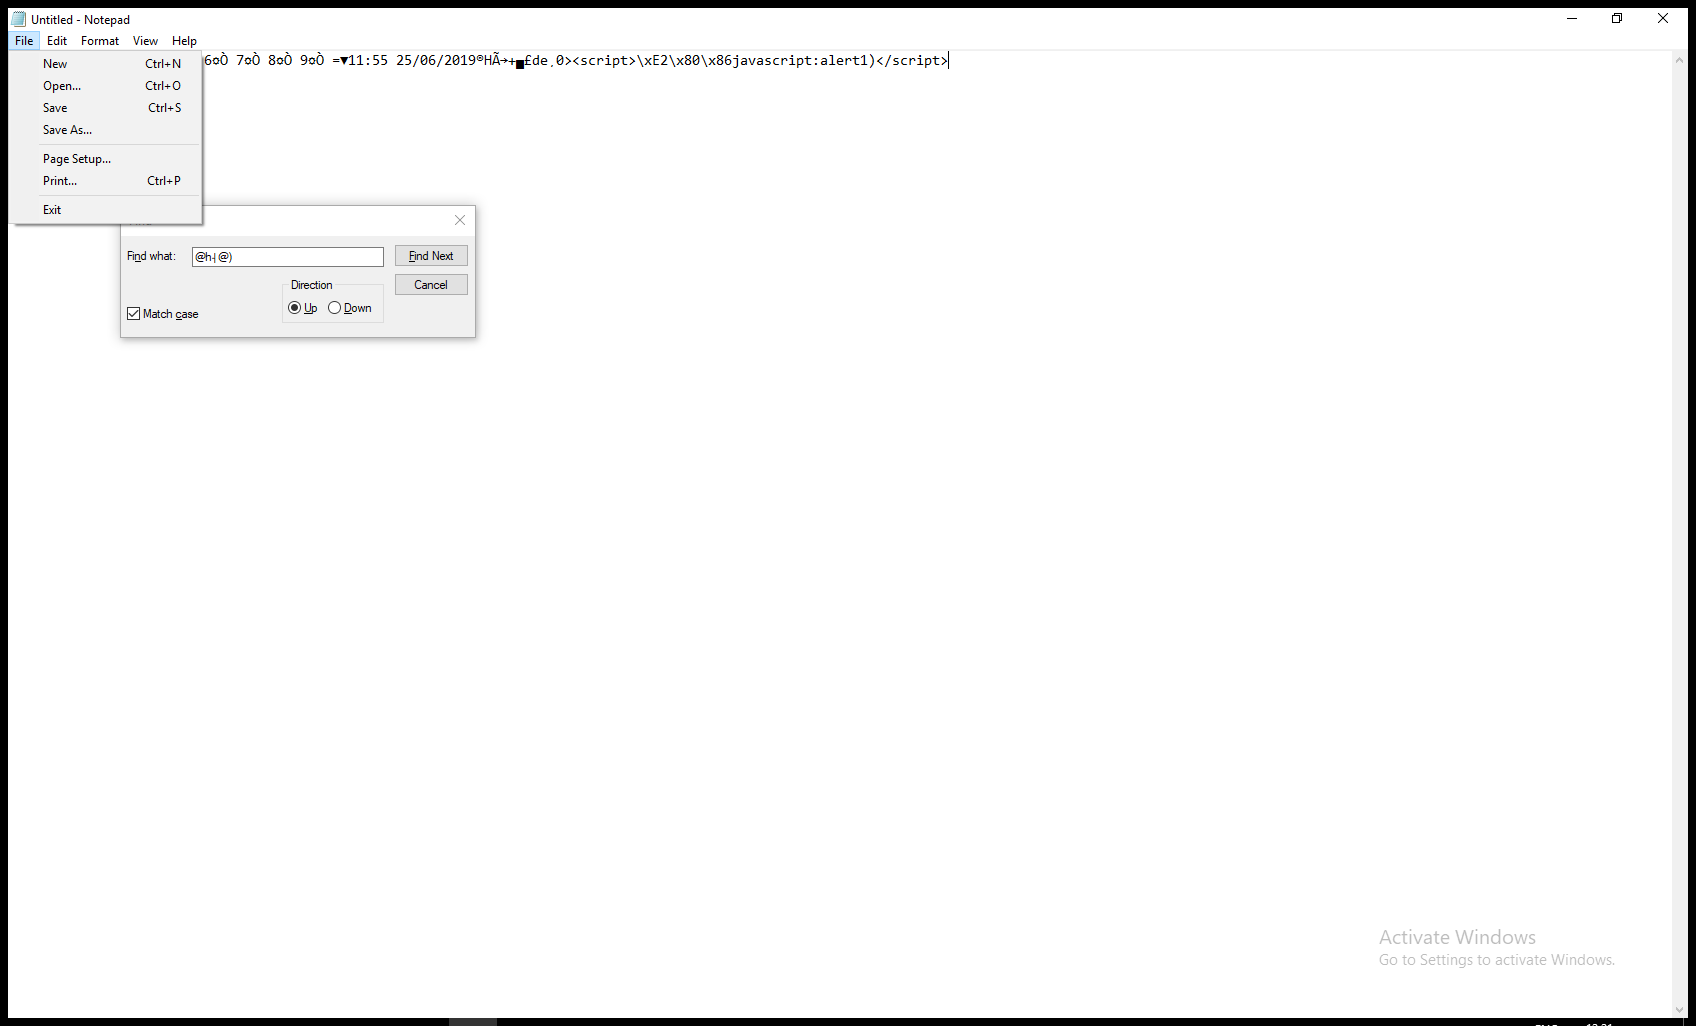 Untitled - Notepad
File Edit Format View Help
6¤Ò 7¤Ò 8¤Ò 9¤Ò =▼11:55 25/06/2019®HÃ→+▄£de¸0><script>\xE2\x80\x86javascript:alert1)</script>
New Ctrl+N
Open... Ctrl+O
Save Ctrl+S
Save As...
Page Setup...
Print... Ctrl+P
Exit
Find what: @h┤@) Find Next
Direction Cancel
Up Down
Match case
Activate Windows
Go to Settings to activate Windows.